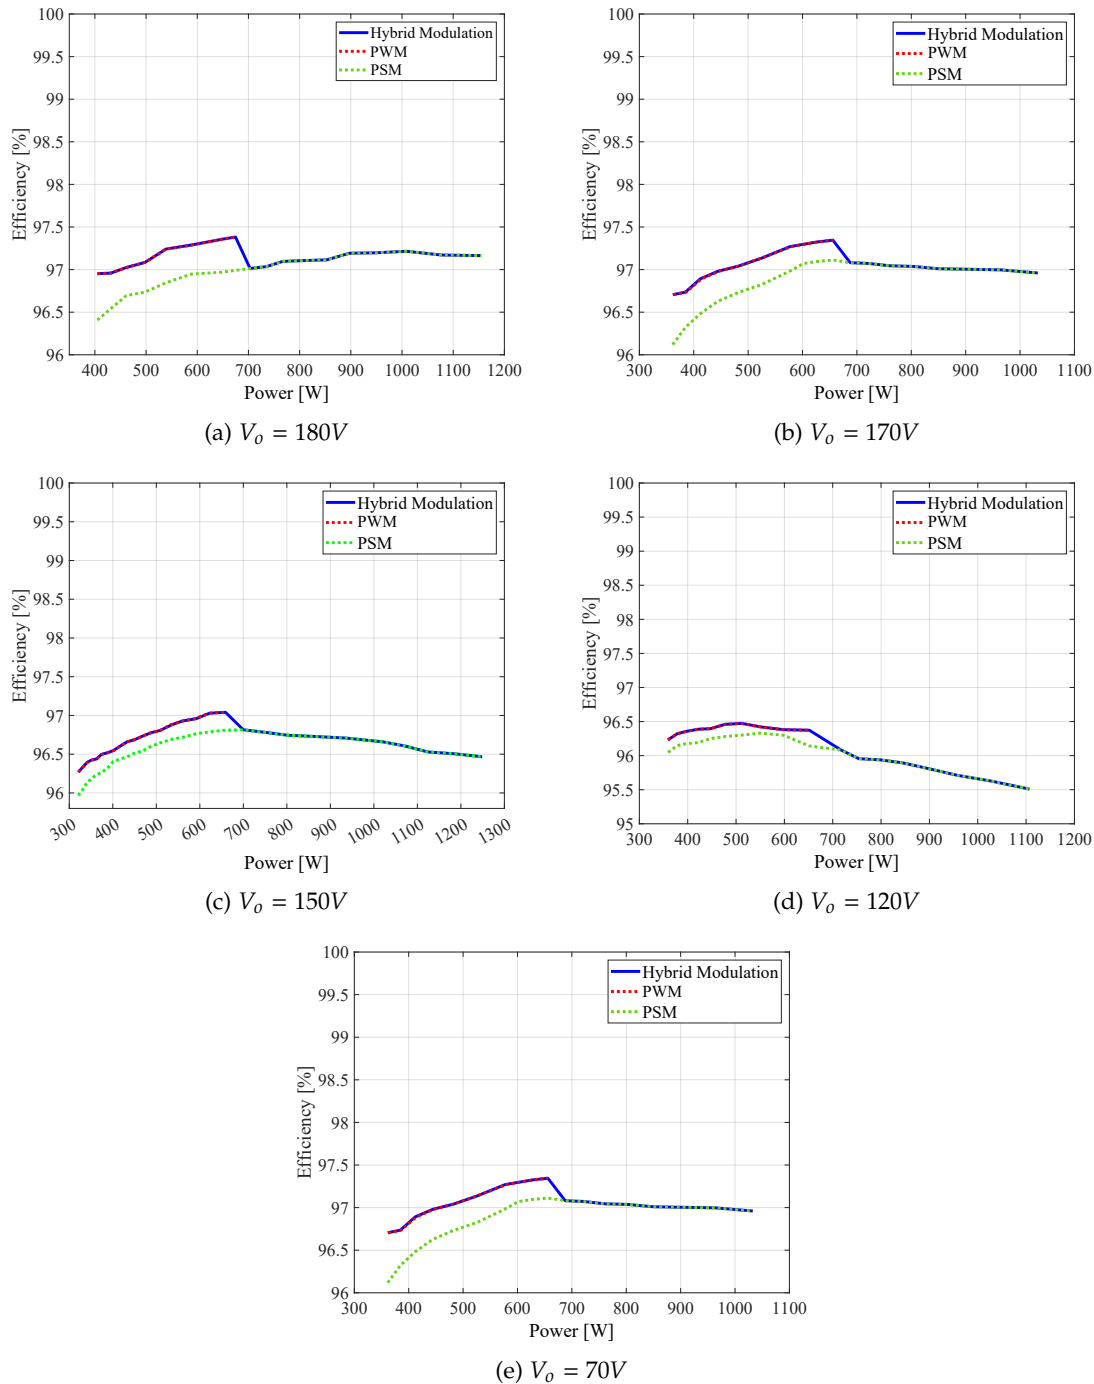 100
99.5
99
98.5
98
97.5
97
96.5
96
Efficiency [%]
400 500 600 700 800 900 1000 1100 1200
Power [W]
Hybrid Modulation
PWM
PSM
(a) Vₒ = 180V
100
99.5
99
98.5
98
97.5
97
96.5
96
Efficiency [%]
300 400 500 600 700 800 900 1000 1100
Power [W]
Hybrid Modulation
PWM
PSM
(b) Vₒ = 170V
100
99.5
99
98.5
98
97.5
97
96.5
96
Efficiency [%]
300 400 500 600 700 800 900 1000 1100 1200 1300
Power [W]
Hybrid Modulation
PWM
PSM
(c) Vₒ = 150V
100
99.5
99
98.5
98
97.5
97
96.5
96
95.5
95
Efficiency [%]
300 400 500 600 700 800 900 1000 1100 1200
Power [W]
Hybrid Modulation
PWM
PSM
(d) Vₒ = 120V
100
99.5
99
98.5
98
97.5
97
96.5
96
Efficiency [%]
300 400 500 600 700 800 900 1000 1100
Power [W]
Hybrid Modulation
PWM
PSM
(e) Vₒ = 70V